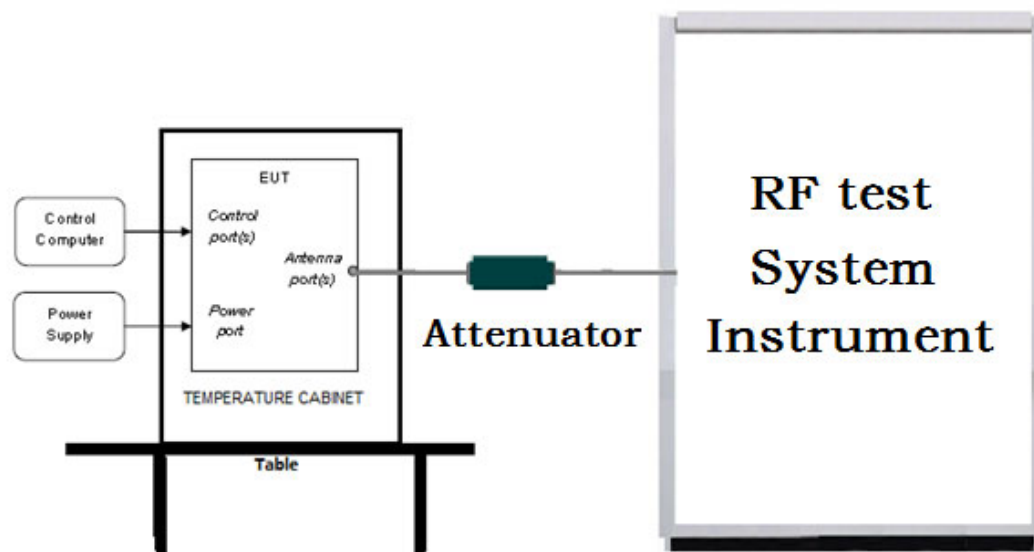 Control
Computer
Power
Supply
EUT
Control
port(s)
Antenna
port(s)
Power
port
TEMPERATURE CABINET
Table
Attenuator
RF test
System
Instrument